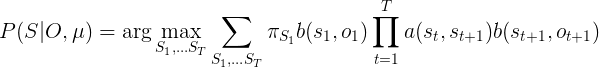 P(S|O, μ) = arg max_{S_1,...S_T} ∑_{S_1,...S_T} π_{S_1} b(s_1, o_1) ∏_{t=1}^{T} a(s_t, s_{t+1}) b(s_{t+1}, o_{t+1})